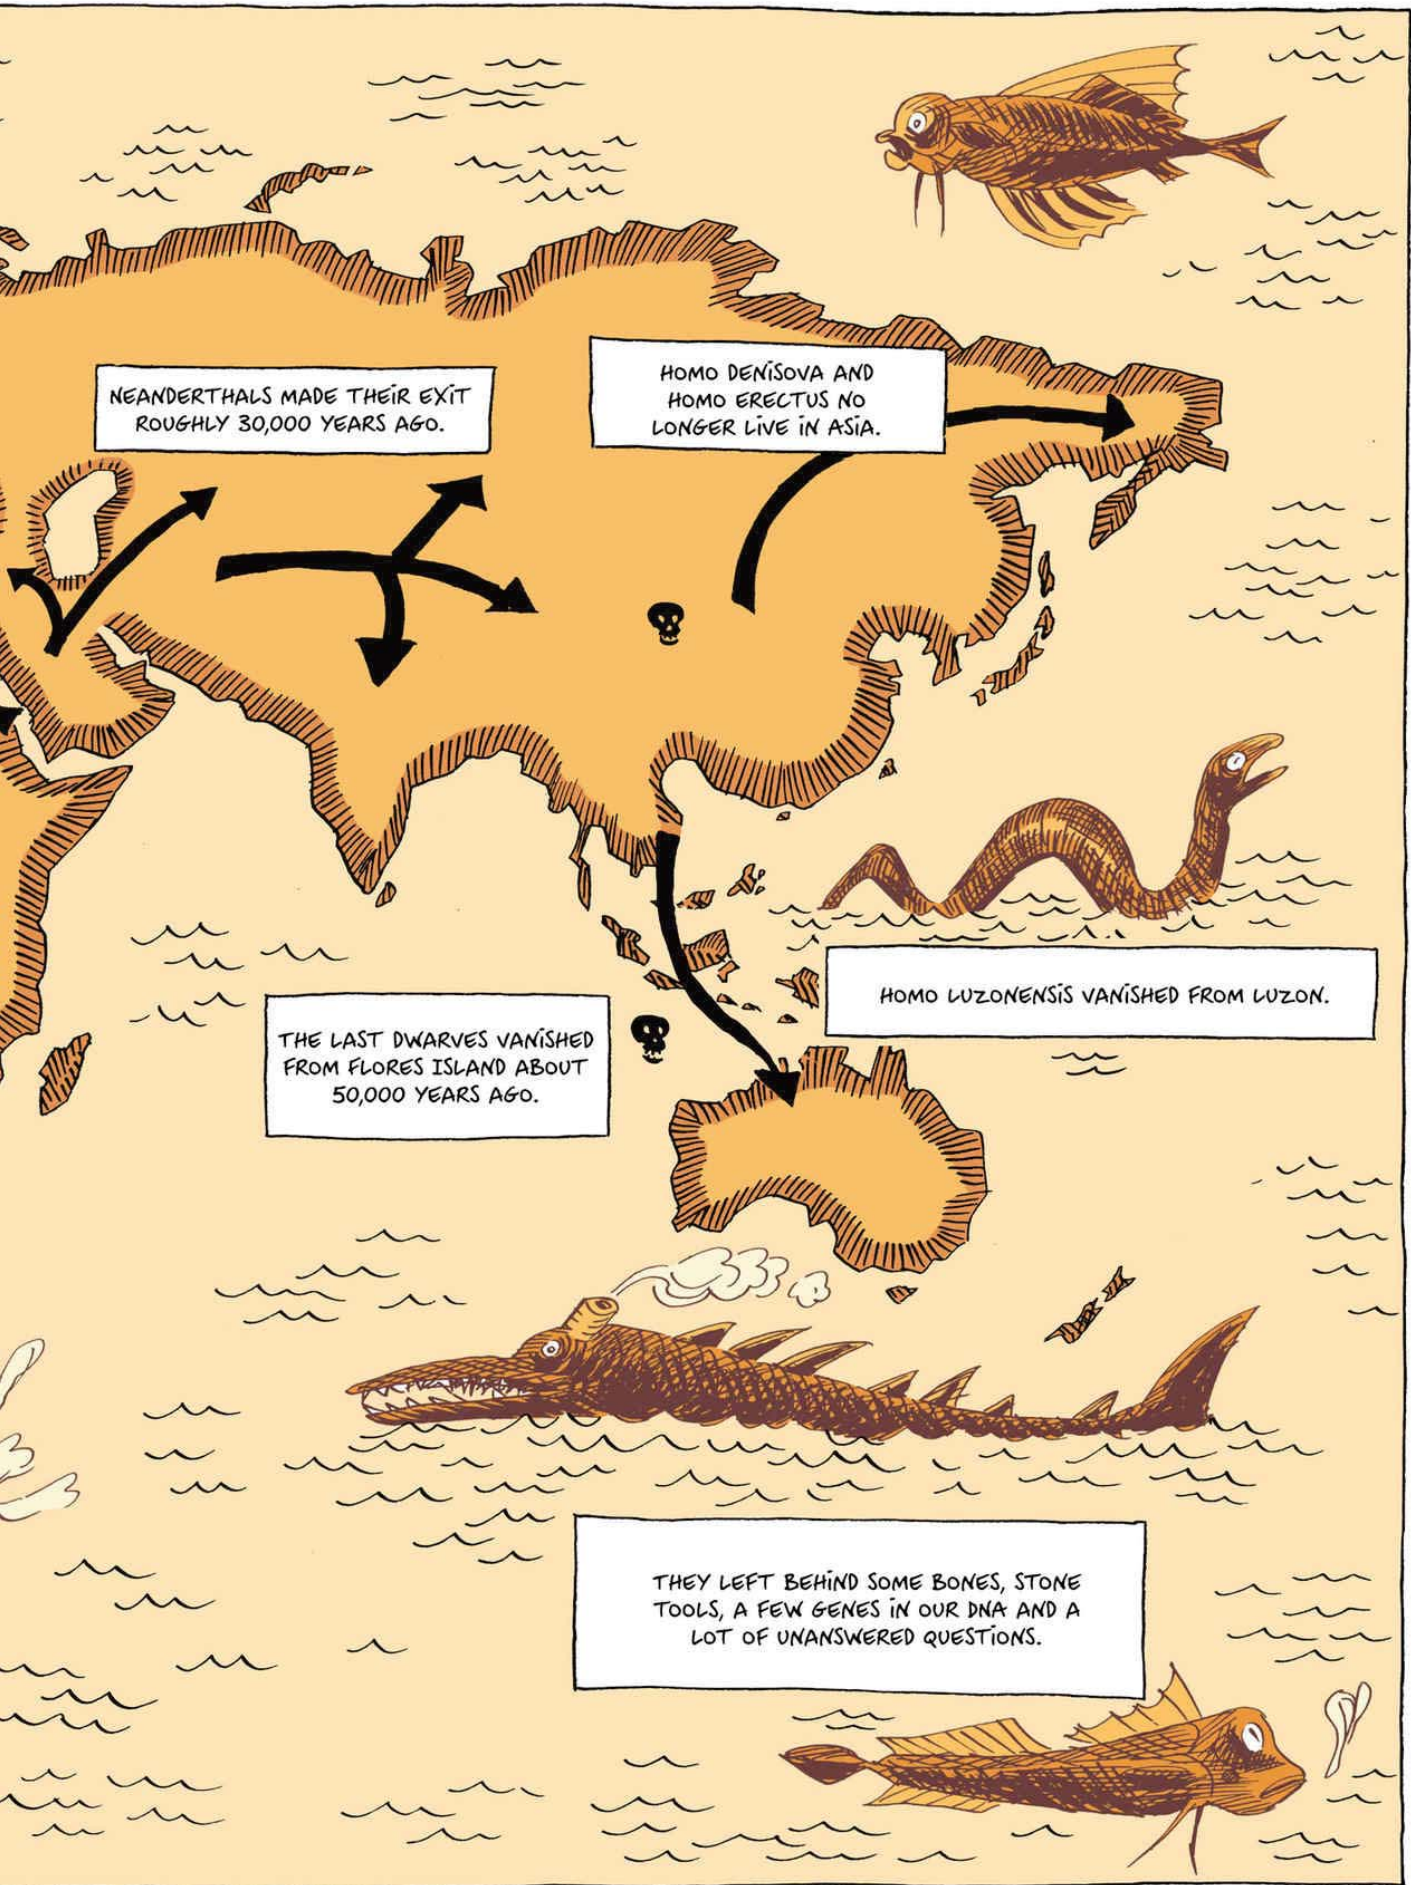 NEANDERTHALS MADE THEIR EXIT
ROUGHLY 30,000 YEARS AGO.
HOMO DENISOVA AND
HOMO ERECTUS NO
LONGER LIVE IN ASIA.
HOMO LUZONENSIS VANISHED FROM LUZON.
THE LAST DWARVES VANISHED
FROM FLORES ISLAND ABOUT
50,000 YEARS AGO.
THEY LEFT BEHIND SOME BONES, STONE
TOOLS, A FEW GENES IN OUR DNA AND A
LOT OF UNANSWERED QUESTIONS.